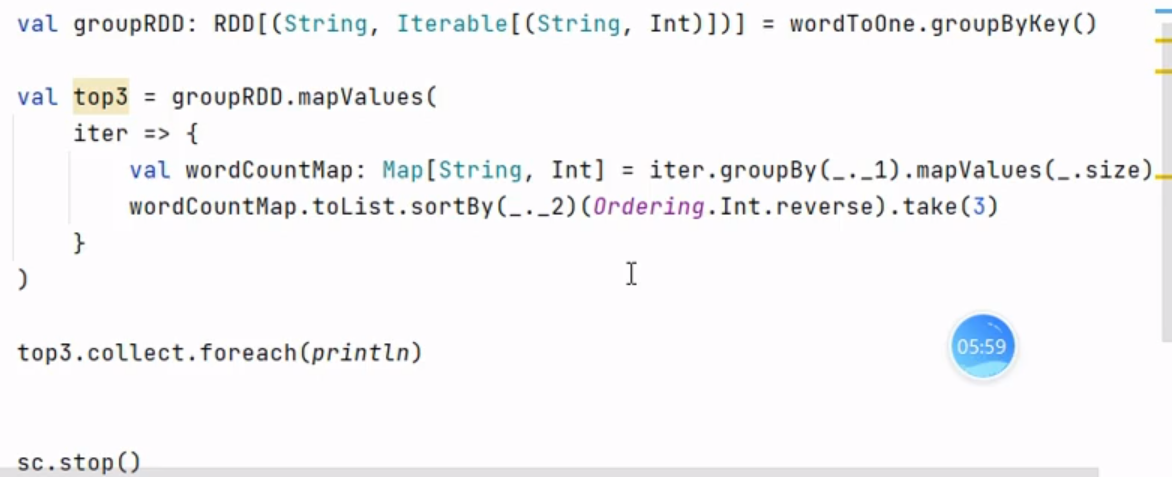 val groupRDD: RDD[(String, Iterable[(String, Int)])] = wordToOne.groupByKey()
val top3 = groupRDD.mapValues(
iter => {
val wordCountMap: Map[String, Int] = iter.groupBy(_._1).mapValues(_.size)
wordCountMap.toList.sortBy(_._2)(Ordering.Int.reverse).take(3)
}
)
top3.collect.foreach(println)
05:59
sc.stop()